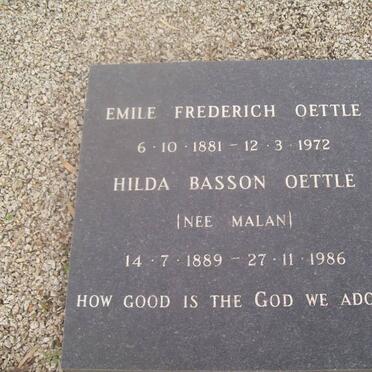 EMILE FREDERICH OETTLE
6 · 10 · 1881 – 12 · 3 · 1972
HILDA BASSON OETTLE
(NEE MALAN)
14 · 7 · 1889 – 27 · 11 · 1986
HOW GOOD IS THE GOD WE ADO